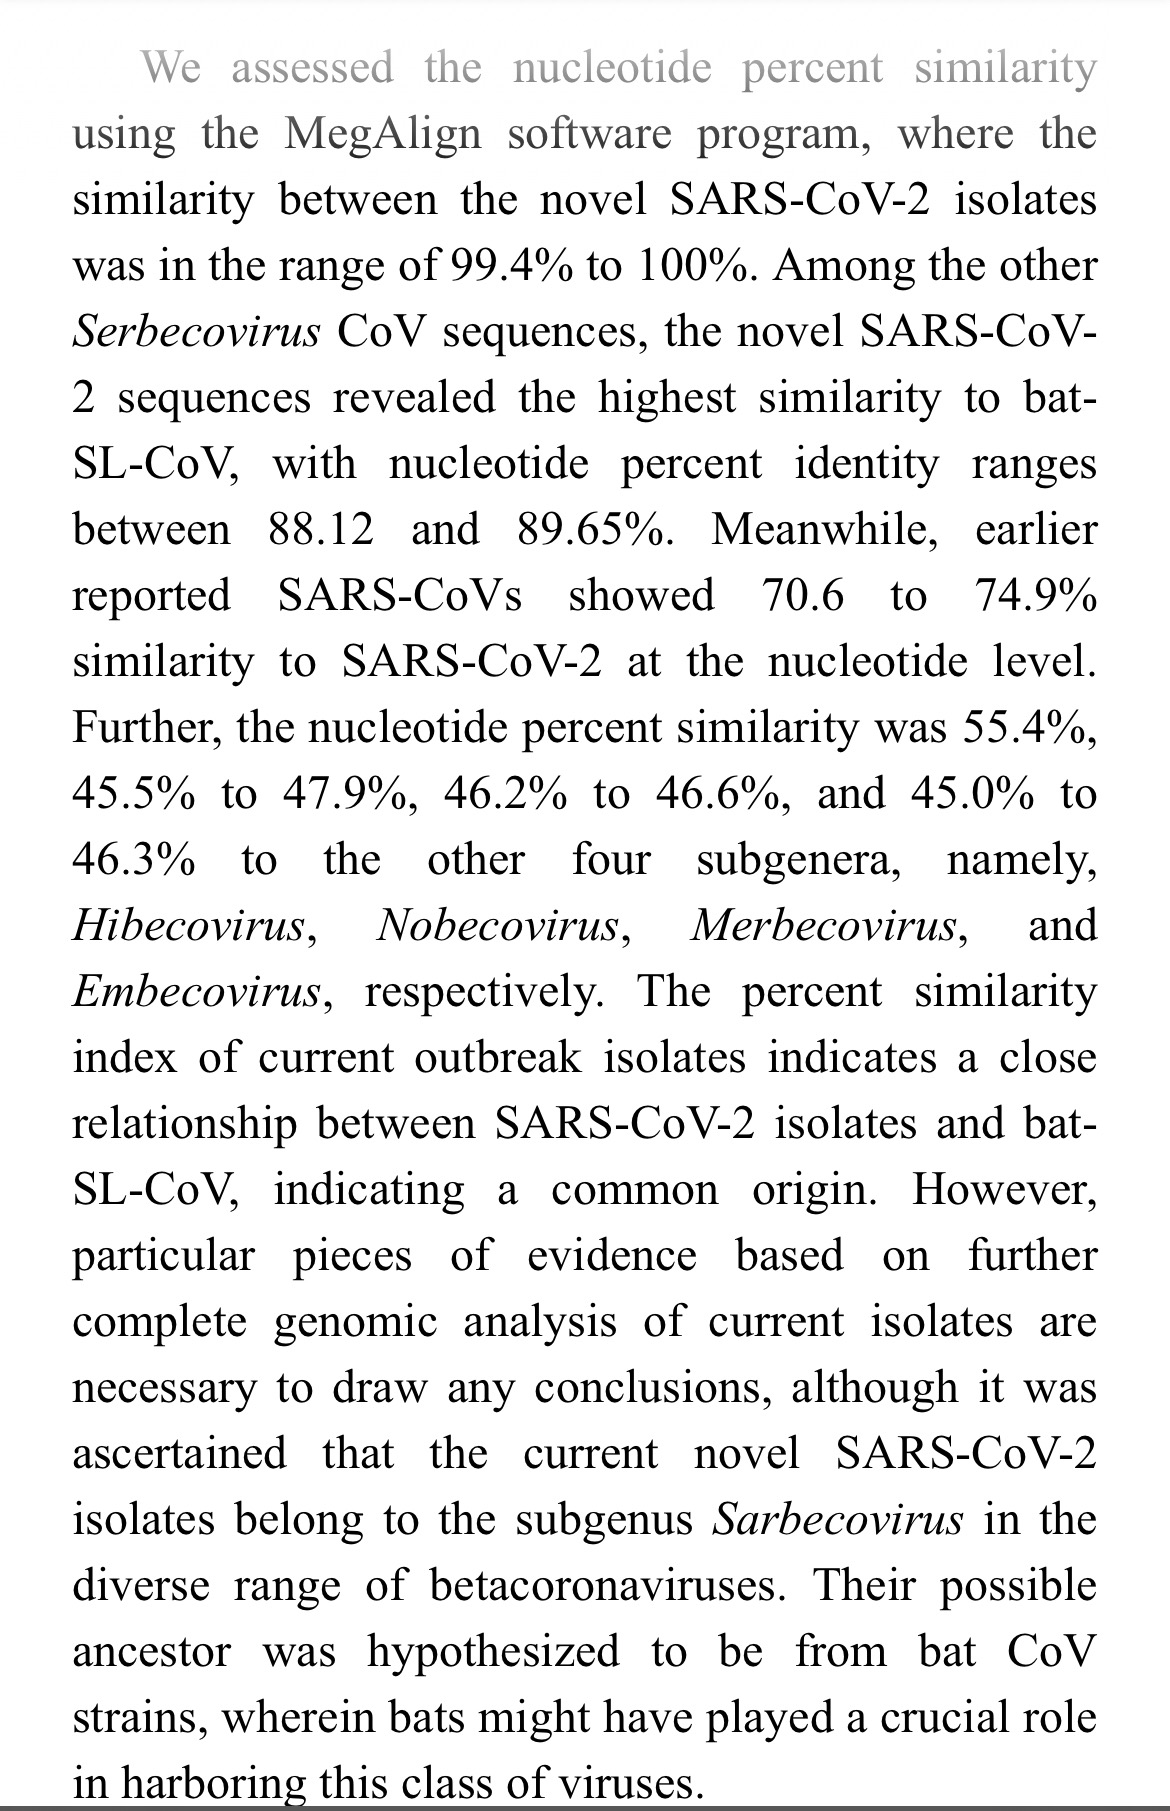 We assessed the nucleotide percent similarity
using the MegAlign software program, where the
similarity between the novel SARS-CoV-2 isolates
was in the range of 99.4% to 100%. Among the other
Serbecovirus CoV sequences, the novel SARS-CoV-
2 sequences revealed the highest similarity to bat-
SL-CoV, with nucleotide percent identity ranges
between 88.12 and 89.65%. Meanwhile, earlier
reported SARS-CoVs showed 70.6 to 74.9%
similarity to SARS-CoV-2 at the nucleotide level.
Further, the nucleotide percent similarity was 55.4%,
45.5% to 47.9%, 46.2% to 46.6%, and 45.0% to
46.3% to the other four subgenera, namely,
Hibecovirus, Nobecovirus, Merbecovirus, and
Embecovirus, respectively. The percent similarity
index of current outbreak isolates indicates a close
relationship between SARS-CoV-2 isolates and bat-
SL-CoV, indicating a common origin. However,
particular pieces of evidence based on further
complete genomic analysis of current isolates are
necessary to draw any conclusions, although it was
ascertained that the current novel SARS-CoV-2
isolates belong to the subgenus Sarbecovirus in the
diverse range of betacoronaviruses. Their possible
ancestor was hypothesized to be from bat CoV
strains, wherein bats might have played a crucial role
in harboring this class of viruses.